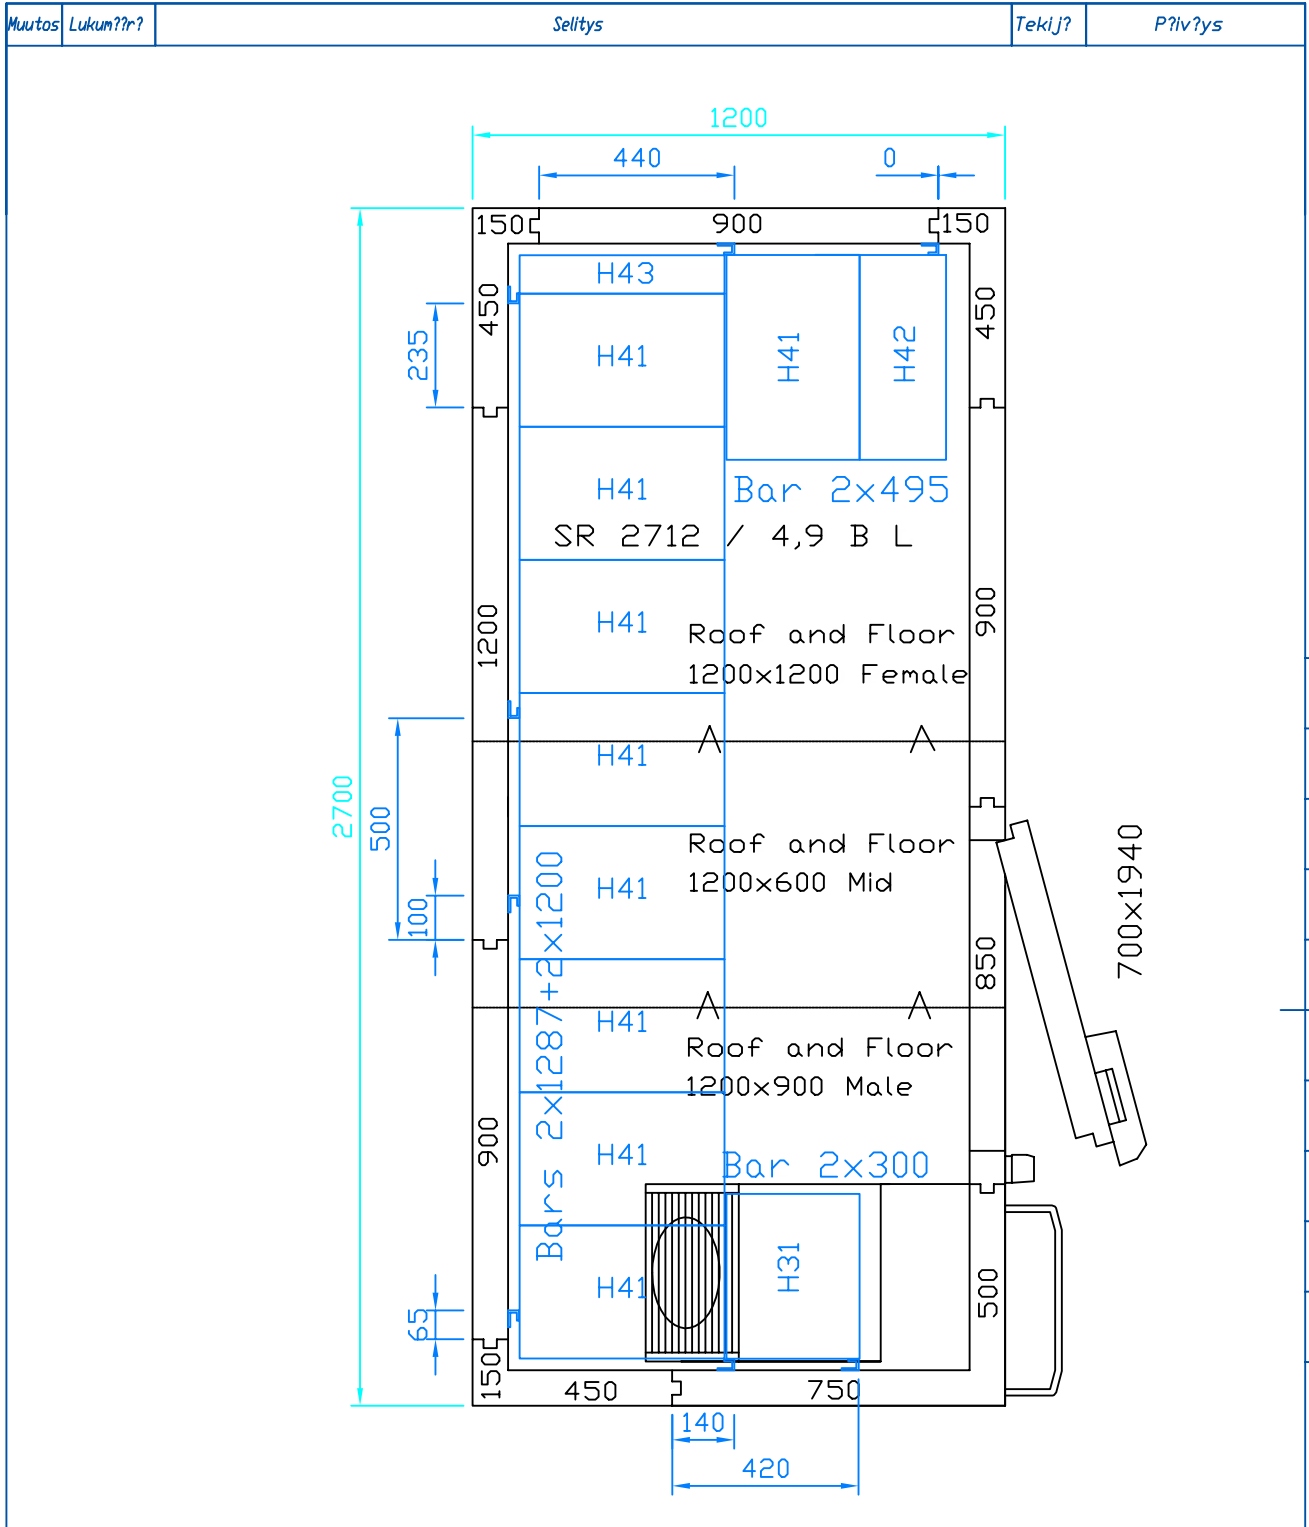 Muutos Lukum??r? Selitys Tekij? P?iv?ys
1200
440 0
150 900 150
H43
450 450
H41 H41 H42
235
H41
Bar 2x495
SR 2712 / 4,9 B L
H41
1200 900
Roof and Floor
1200x1200 Female
H41
2700
500
Roof and Floor
1200x600 Mid
H41
100
700x1940
850
Bars 2x1287+2x1200
H41
Roof and Floor
1200x900 Male
900
H41
Bar 2x300
H41
H31
500
65
150
450 750
140
420